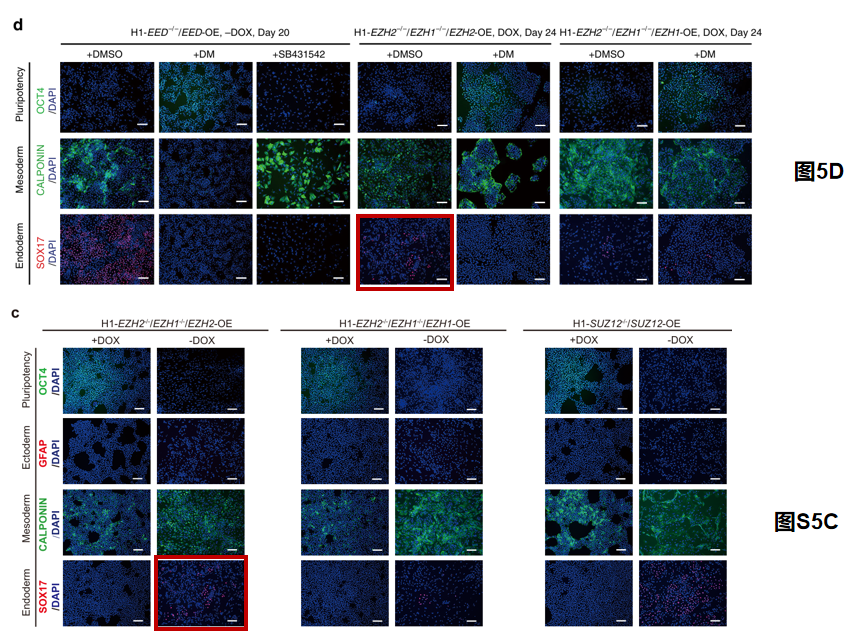 d
H1-EED⁻/⁻/EED-OE, −DOX, Day 20
H1-EZH2⁻/⁻/EZH1⁻/⁻/EZH2-OE, DOX, Day 24
H1-EZH2⁻/⁻/EZH1⁻/⁻/EZH1-OE, DOX, Day 24
+DMSO
+DM
+SB431542
+DMSO
+DM
+DMSO
+DM
Pluripotency
OCT4
/DAPI
Mesoderm
CALPONIN
/DAPI
Endoderm
SOX17
/DAPI
图5D
c
H1-EZH2-/-/EZH1-/-/EZH2-OE
H1-EZH2-/-/EZH1-/-/EZH1-OE
H1-SUZ12-/-/SUZ12-OE
+DOX
-DOX
+DOX
-DOX
+DOX
-DOX
Pluripotency
OCT4
/DAPI
Ectoderm
GFAP
/DAPI
Mesoderm
CALPONIN
/DAPI
Endoderm
SOX17
/DAPI
图S5C